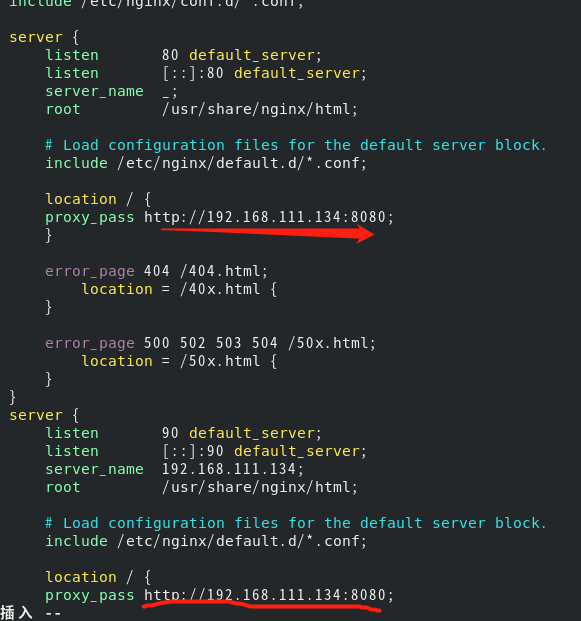 include /etc/nginx/conf.d/*.conf;
server {
listen 80 default_server;
listen [::]:80 default_server;
server_name _;
root /usr/share/nginx/html;
# Load configuration files for the default server block.
include /etc/nginx/default.d/*.conf;
location / {
proxy_pass http://192.168.111.134:8080;
}
error_page 404 /404.html;
location = /40x.html {
}
error_page 500 502 503 504 /50x.html;
location = /50x.html {
}
}
server {
listen 90 default_server;
listen [::]:90 default_server;
server_name 192.168.111.134;
root /usr/share/nginx/html;
# Load configuration files for the default server block.
include /etc/nginx/default.d/*.conf;
location / {
proxy_pass http://192.168.111.134:8080;
插入 --